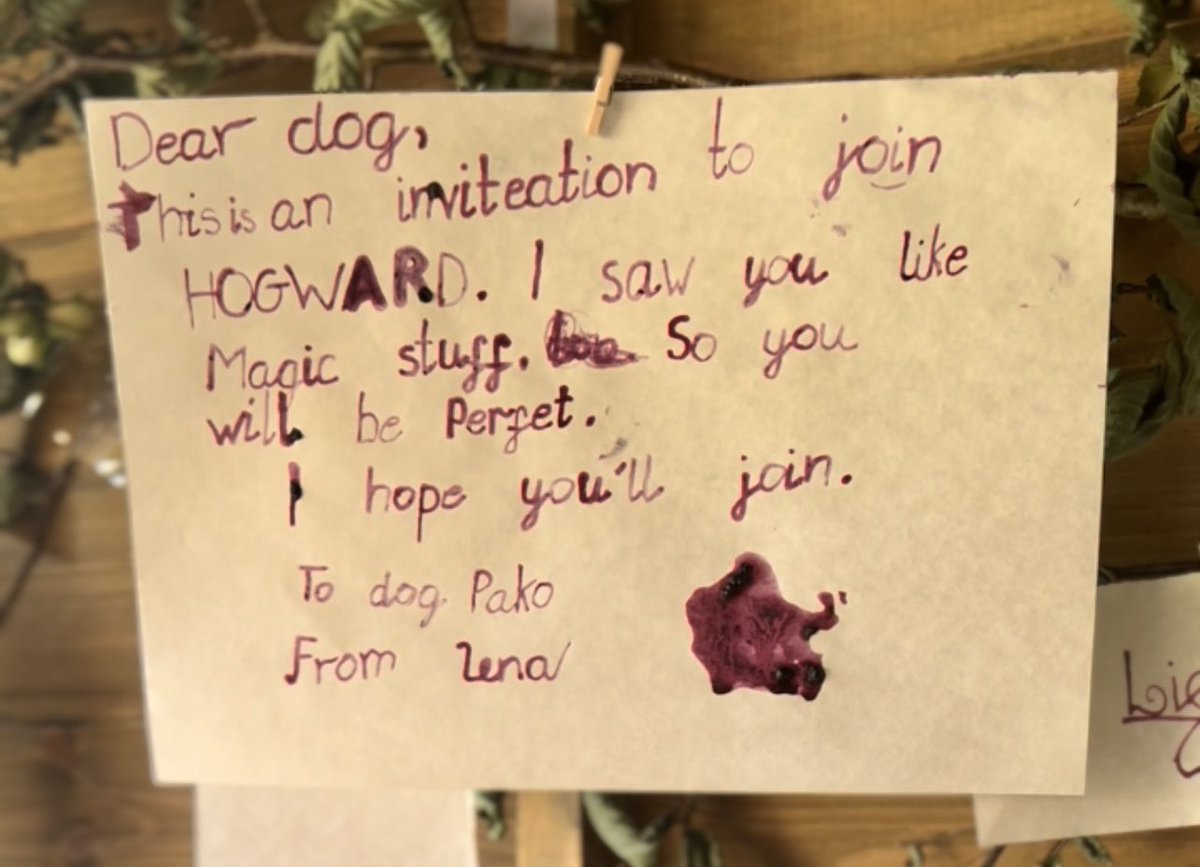 Dear dog,
This is an inviteation to join
HOGWARD. I saw you like
Magic stuff. So you
will be Perfet.
I hope you'll join.
To dog Pako
From Lena
Lig